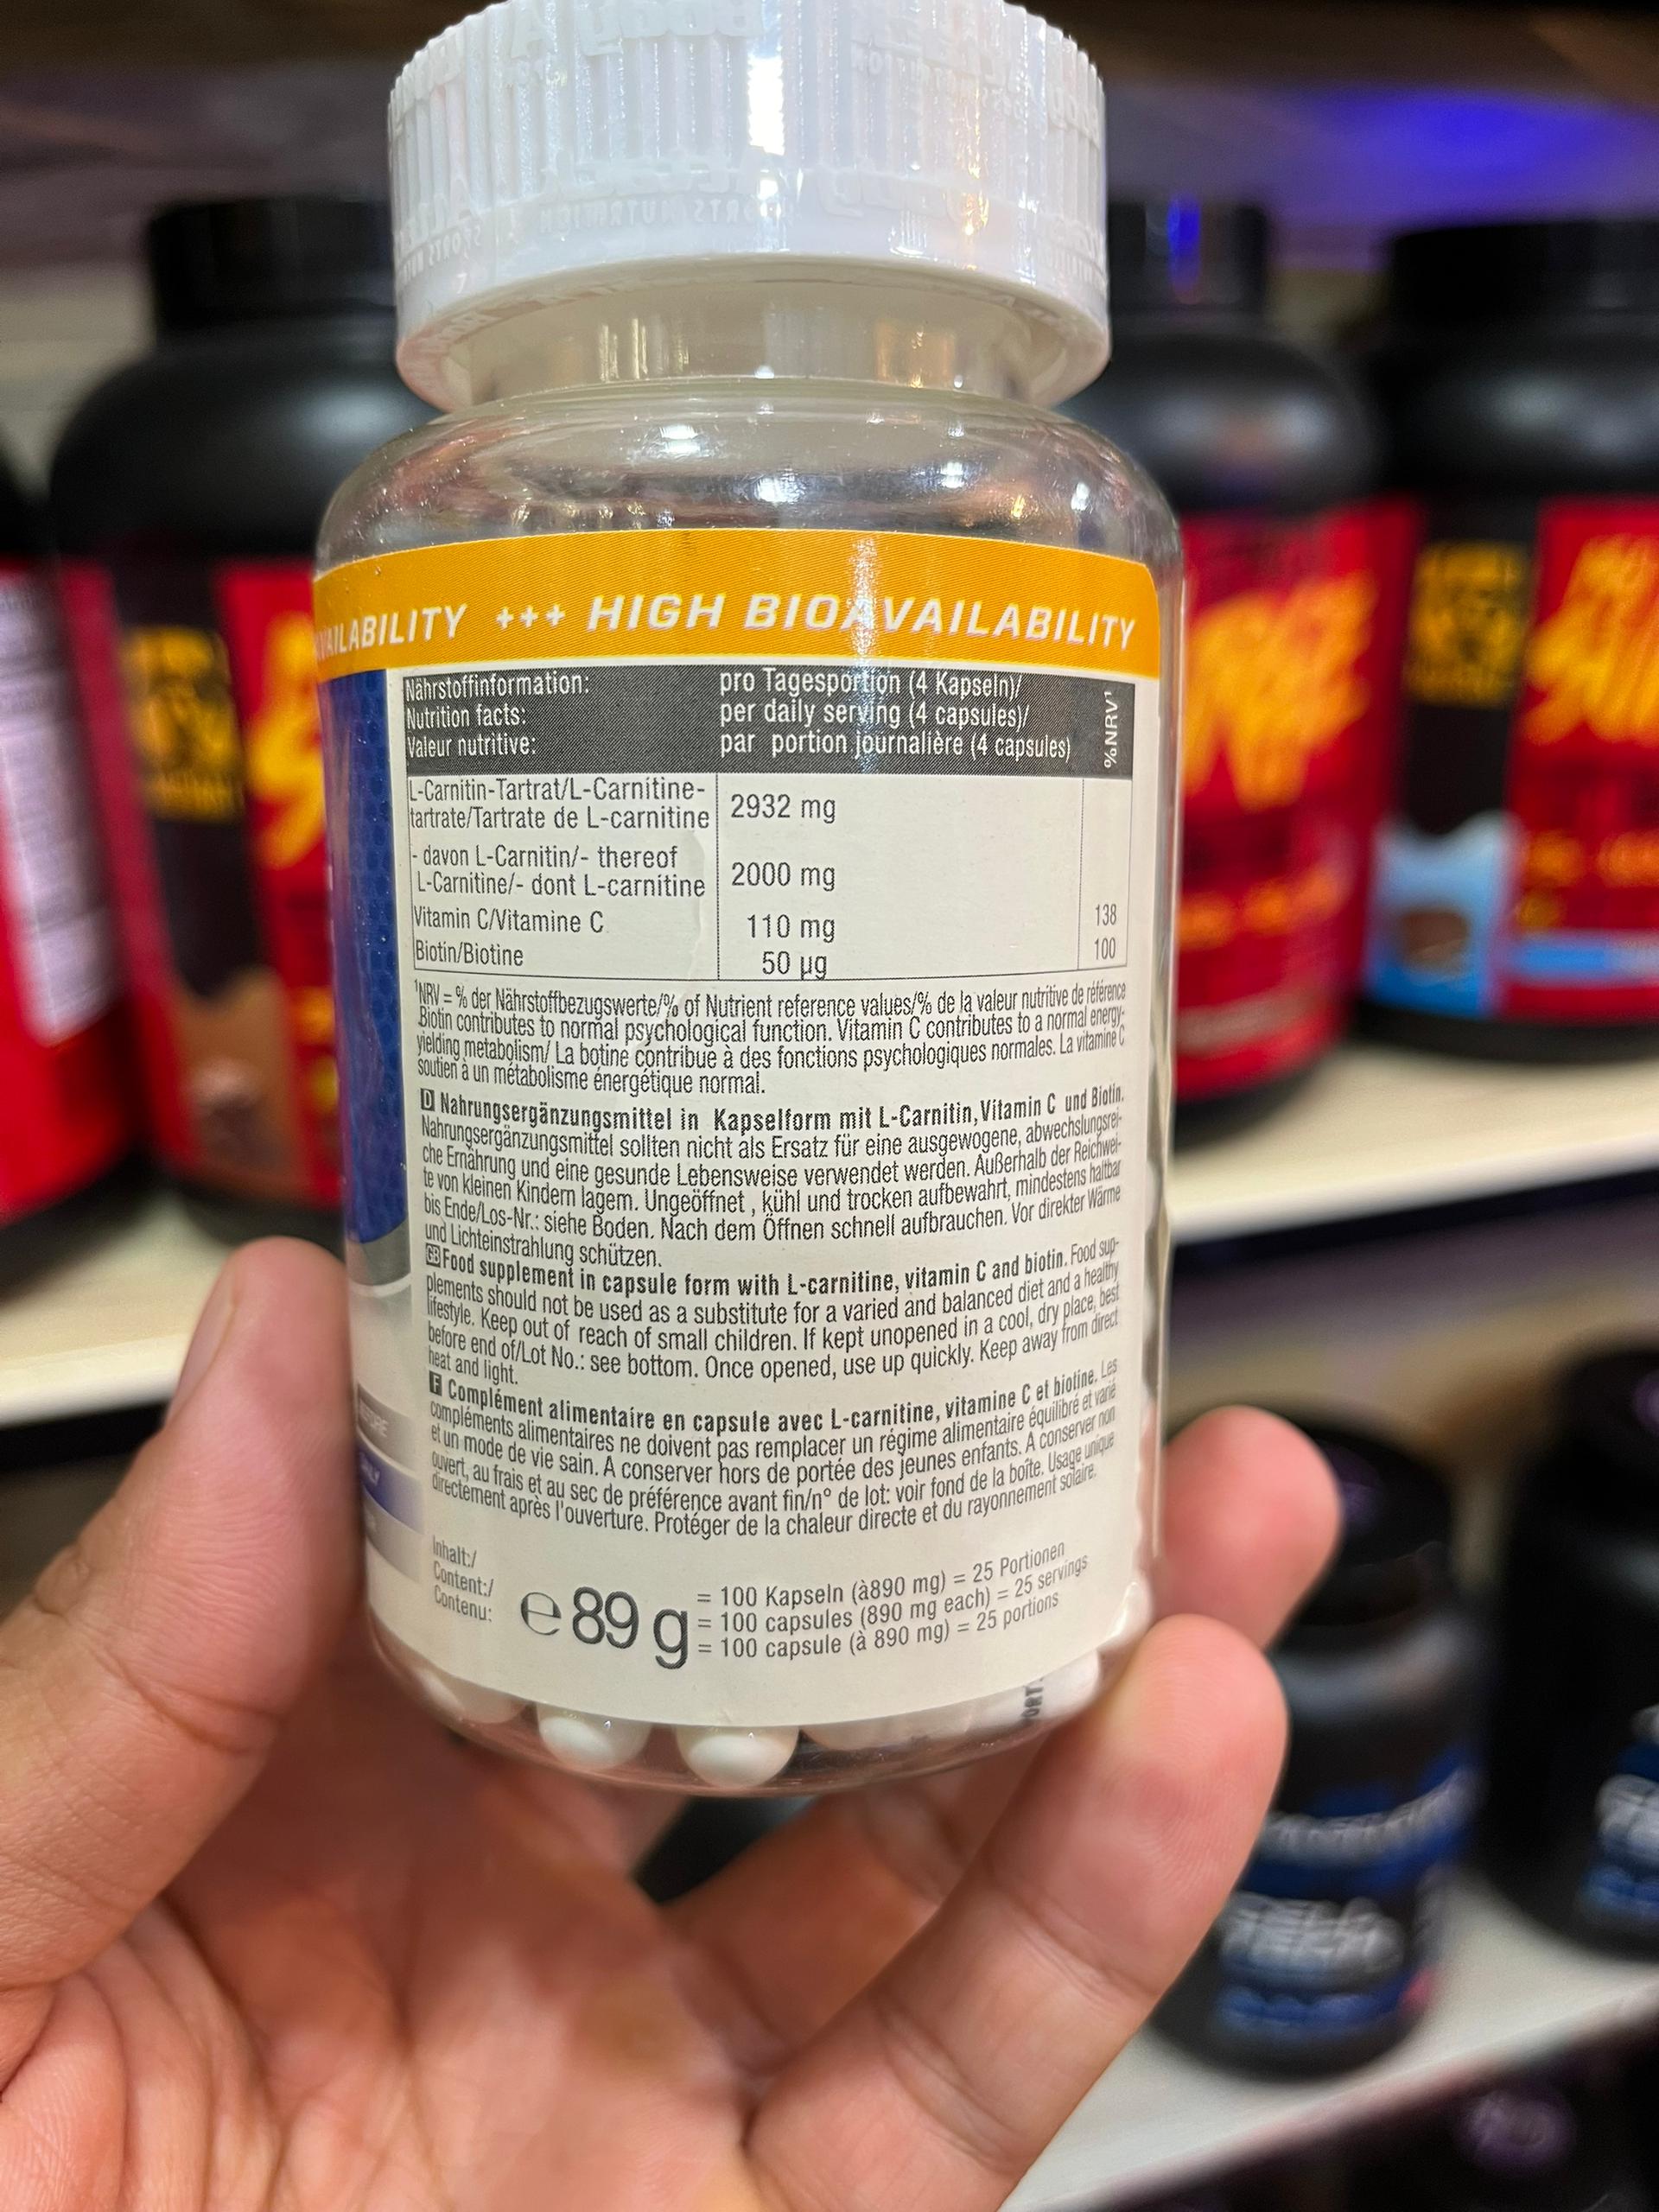 AVAILABILITY +++ HIGH BIOAVAILABILITY
Nährstoffinformation:
Nutrition facts:
Valeur nutritive:
pro Tagesportion (4 Kapseln)/
per daily serving (4 capsules)/
par portion journalière (4 capsules)
%NRV¹
L-Carnitin-Tartrat/L-Carnitine-
tartrate/Tartrate de L-carnitine 2932 mg
- davon L-Carnitin/- thereof
L-Carnitine/- dont L-carnitine 2000 mg
Vitamin C/Vitamine C 110 mg 138
Biotin/Biotine 50 µg 100
¹NRV = % der Nährstoffbezugswerte/% of Nutrient reference values/% de la valeur nutritive de référence
Biotin contributes to normal psychological function. Vitamin C contributes to a normal energy-
yielding metabolism/ La botine contribue à des fonctions psychologiques normales. La vitamine C
soutien à un métabolisme énergétique normal.
D Nahrungsergänzungsmittel in Kapselform mit L-Carnitin, Vitamin C und Biotin.
Nahrungsergänzungsmittel sollten nicht als Ersatz für eine ausgewogene, abwechslungsrei-
che Ernährung und eine gesunde Lebensweise verwendet werden. Außerhalb der Reichwei-
te von kleinen Kindern lagern. Ungeöffnet , kühl und trocken aufbewahrt, mindestens haltbar
bis Ende/Los-Nr.: siehe Boden. Nach dem Öffnen schnell aufbrauchen. Vor direkter Wärme
und Lichteinstrahlung schützen.
GB Food supplement in capsule form with L-carnitine, vitamin C and biotin. Food sup-
plements should not be used as a substitute for a varied and balanced diet and a healthy
lifestyle. Keep out of reach of small children. If kept unopened in a cool, dry place, best
before end of/Lot No.: see bottom. Once opened, use up quickly. Keep away from direct
heat and light.
F Complément alimentaire en capsule avec L-carnitine, vitamine C et biotine. Les
compléments alimentaires ne doivent pas remplacer un régime alimentaire équilibré et varié
et un mode de vie sain. A conserver hors de portée des jeunes enfants. A conserver non
ouvert, au frais et au sec de préférence avant fin/n° de lot: voir fond de la boîte. Usage unique
directement après l'ouverture. Protéger de la chaleur directe et du rayonnement solaire.
Inhalt:/
Content:/
Contenu:
℮ 89 g
= 100 Kapseln (à890 mg) = 25 Portionen
= 100 capsules (890 mg each) = 25 servings
= 100 capsule (à 890 mg) = 25 portions